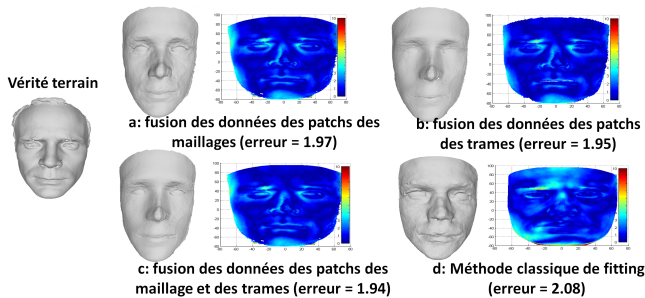 Vérité terrain
a: fusion des données des patchs des
maillages (erreur = 1.97)
b: fusion des données des patchs
des trames (erreur = 1.95)
c: fusion des données des patchs des
maillage et des trames (erreur = 1.94)
d: Méthode classique de fitting
(erreur = 2.08)